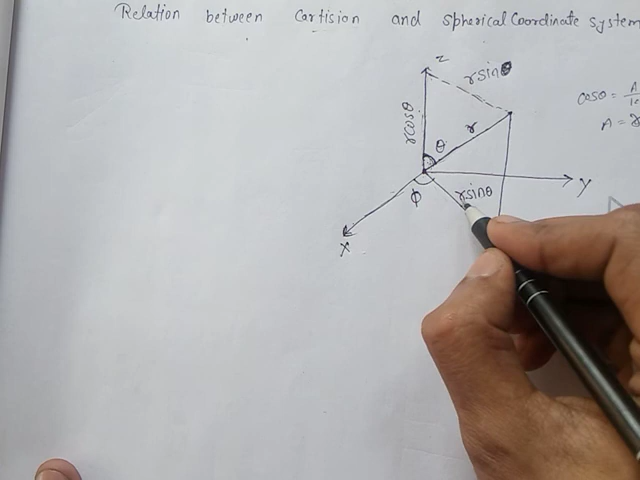 Relation between Cartision and spherical Coordinate system
z
rsinθ
cosθ = A
A =
rcosθ
r
θ
y
rsinθ
ϕ
x